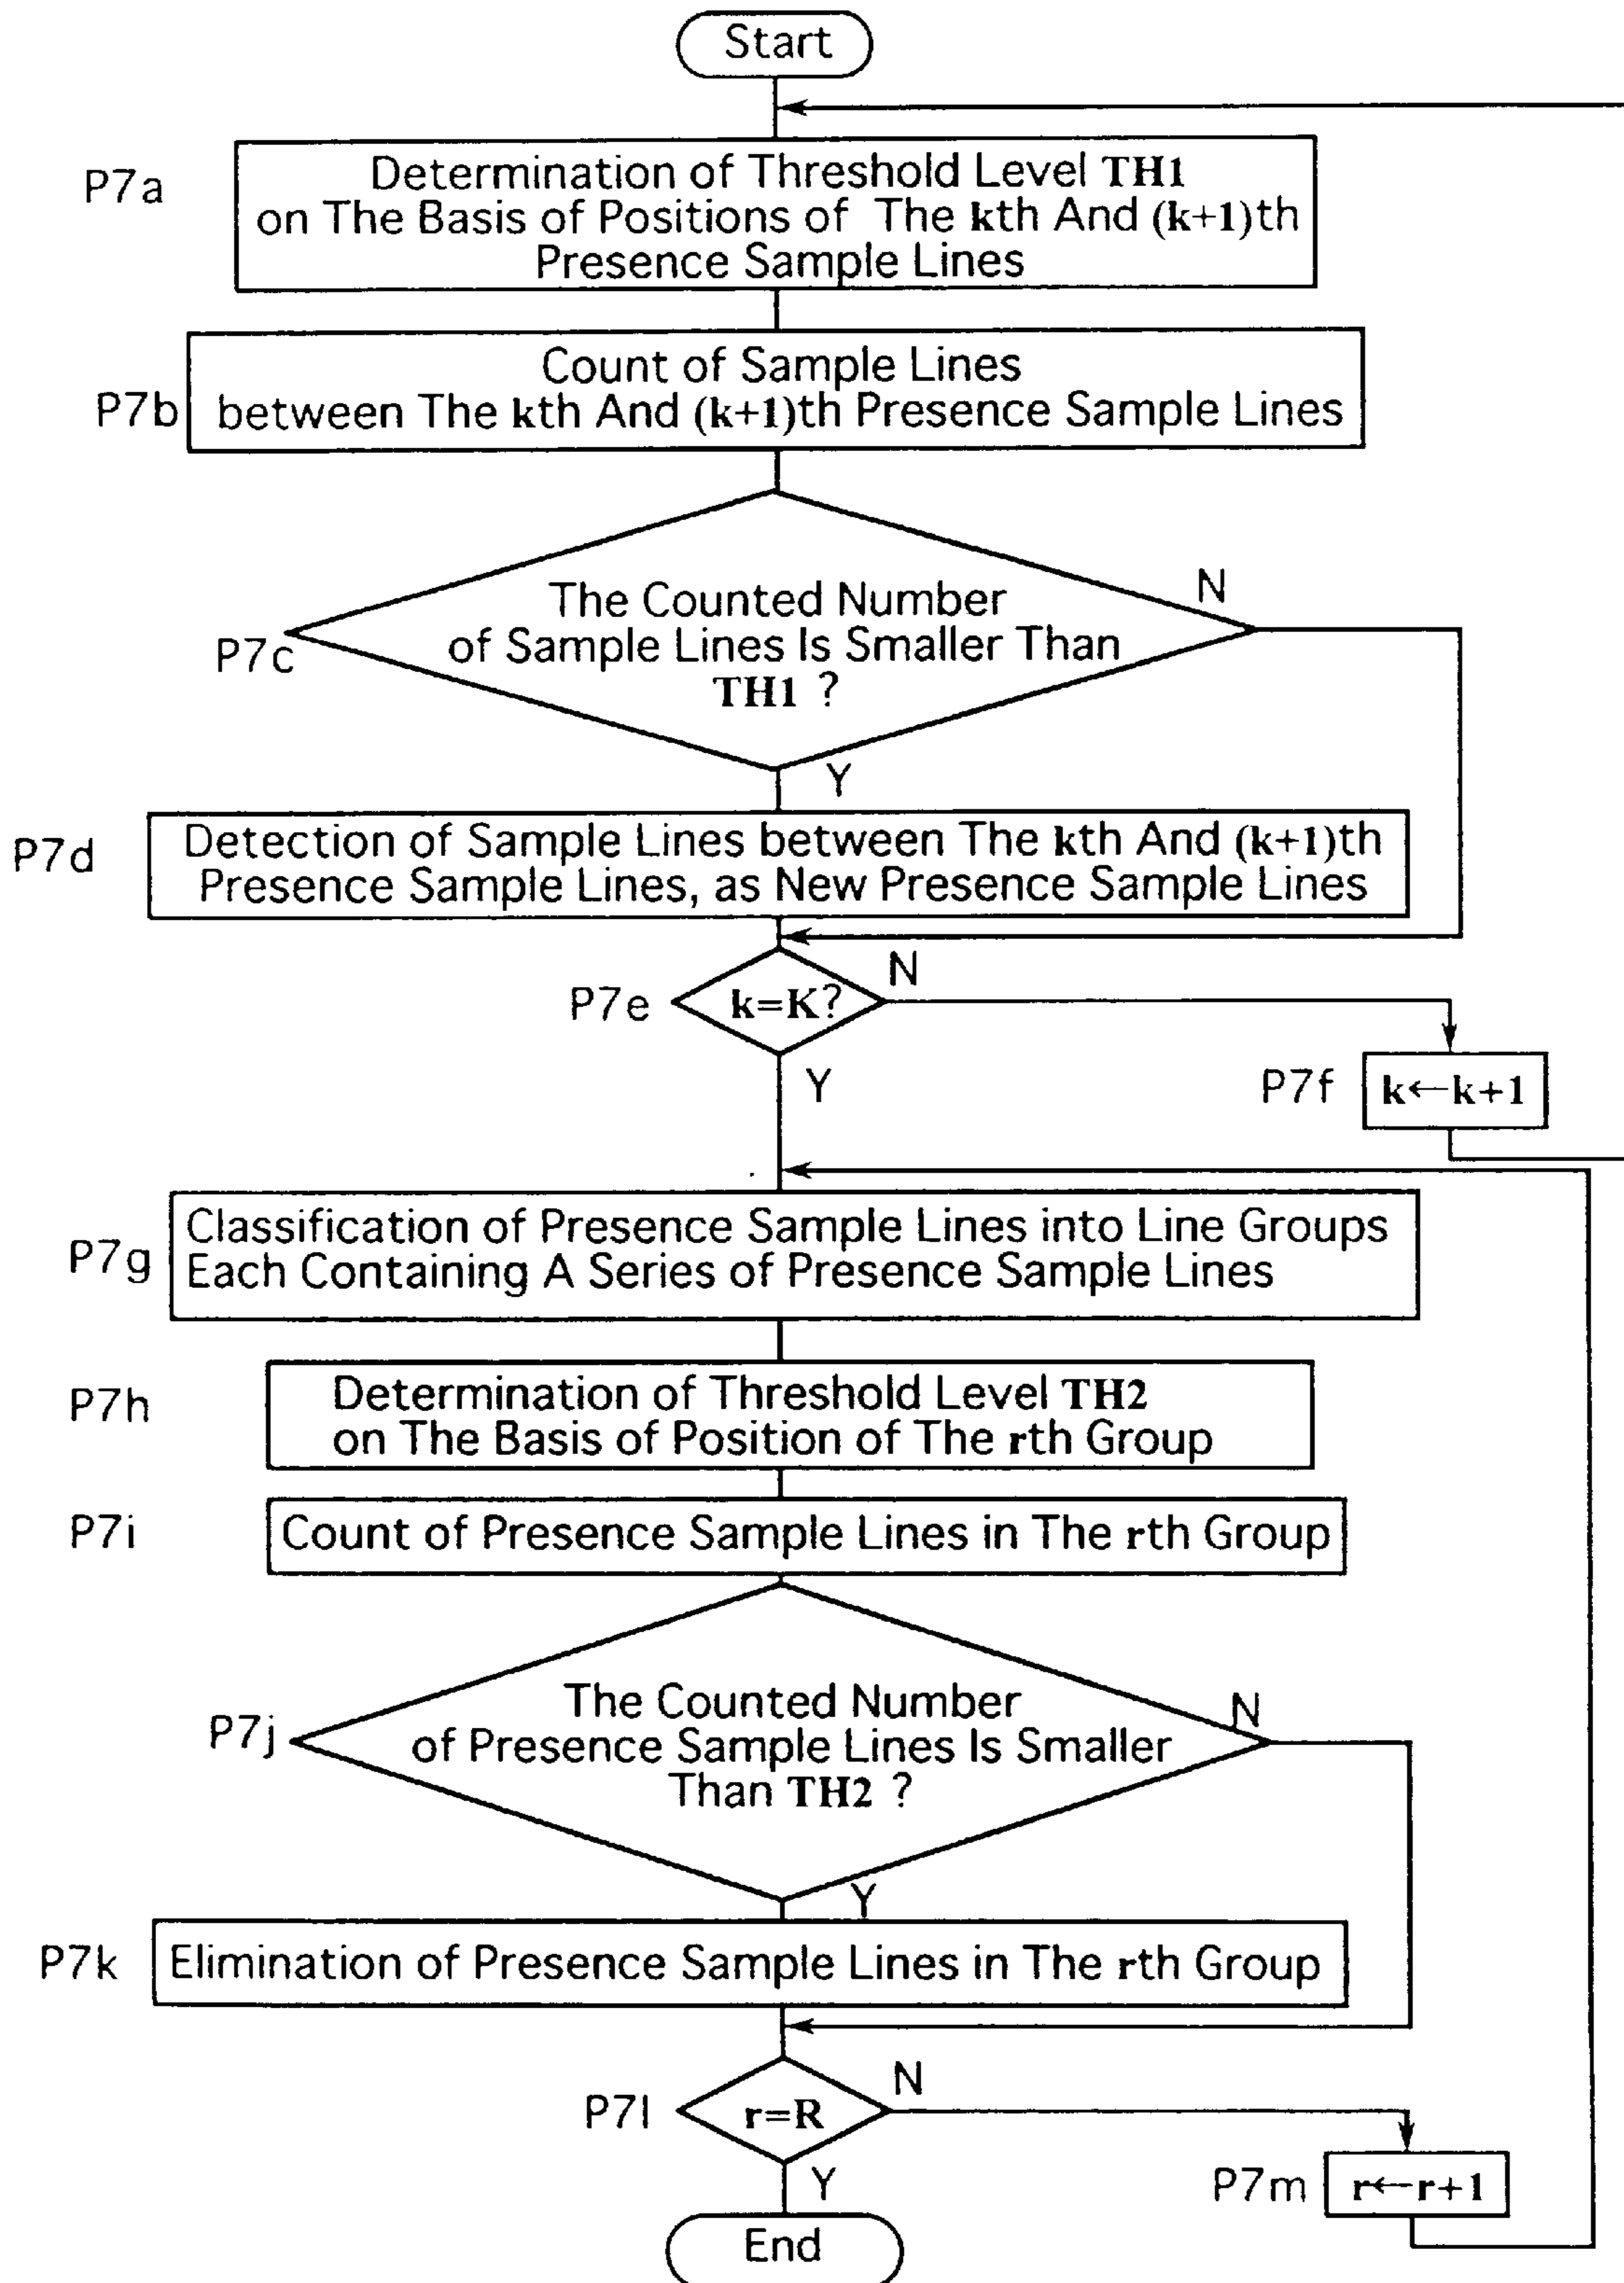 Start
P7a
Determination of Threshold Level TH1
on The Basis of Positions of The kth And (k+1)th
Presence Sample Lines
P7b
Count of Sample Lines
between The kth And (k+1)th Presence Sample Lines
P7c
The Counted Number
of Sample Lines Is Smaller Than
TH1 ?
N
Y
P7d
Detection of Sample Lines between The kth And (k+1)th
Presence Sample Lines, as New Presence Sample Lines
P7e
k=K?
N
Y
P7f
k←k+1
P7g
Classification of Presence Sample Lines into Line Groups
Each Containing A Series of Presence Sample Lines
P7h
Determination of Threshold Level TH2
on The Basis of Position of The rth Group
P7i
Count of Presence Sample Lines in The rth Group
P7j
The Counted Number
of Presence Sample Lines Is Smaller
Than TH2 ?
N
Y
P7k
Elimination of Presence Sample Lines in The rth Group
P7l
r=R
N
Y
P7m
r←r+1
End